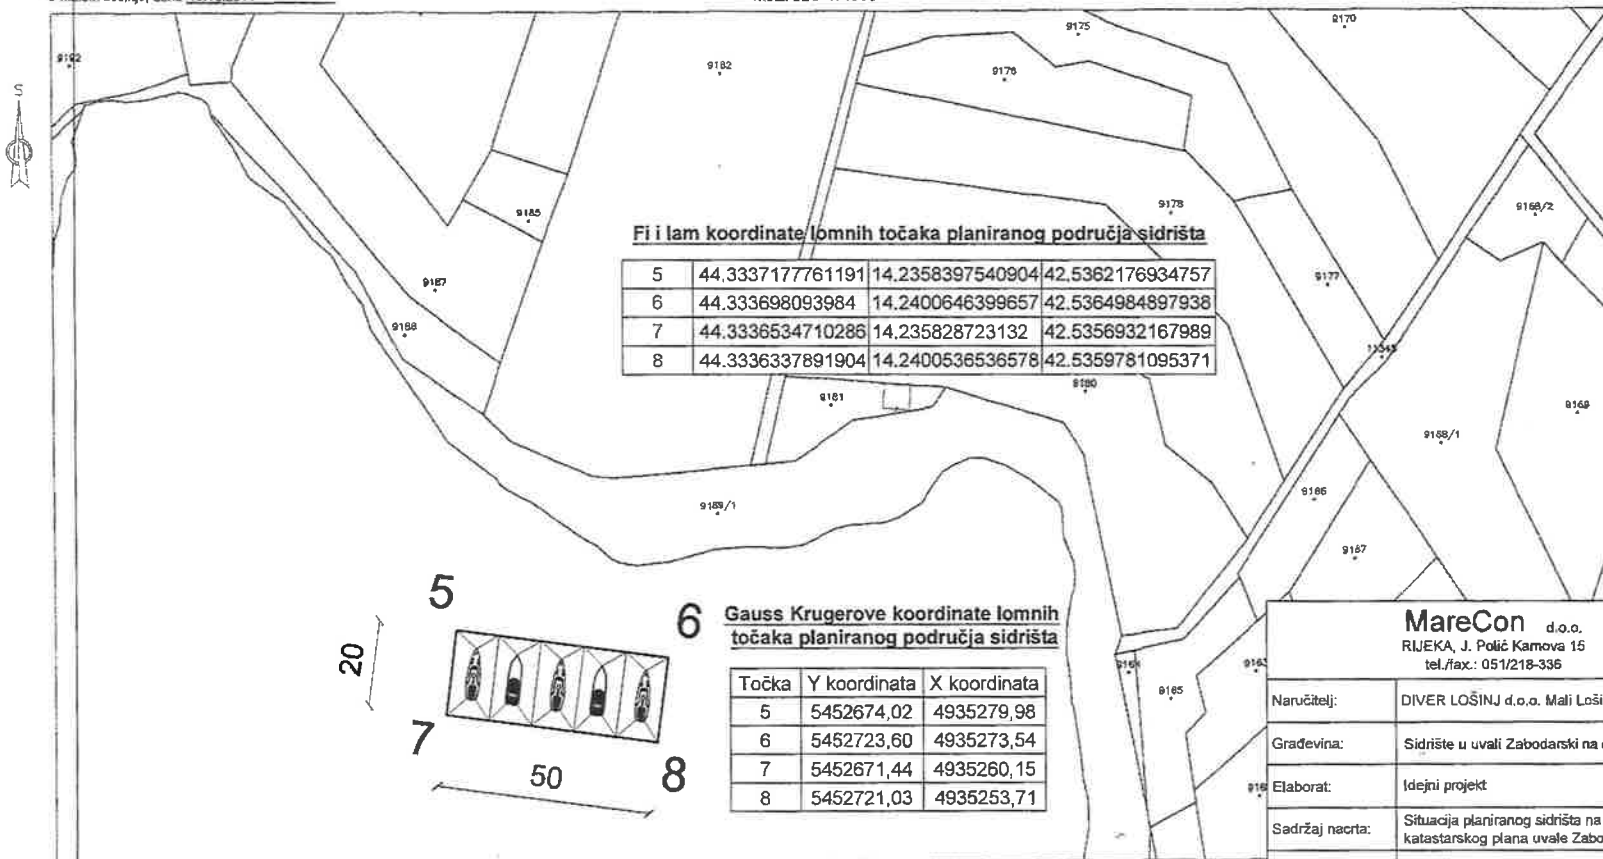 9192
9182
9175
9170
9176
9185
9178
9168/2
9187
9177
9188
Fi i lam koordinate lomnih točaka planiranog područja sidrišta
5 44.3337177761191 14.2358397540904 42.5362176934757
6 44.333698093984 14.2400646399657 42.5364984897938
7 44.3336534710286 14.235828723132 42.5356932167989
8 44.3336337891904 14.2400536536578 42.5359781095371
9181
9180
9169
9168/1
9186
9189/1
9187
S
5
6
7
8
20
50
Gauss Krugerove koordinate lomnih
točaka planiranog područja sidrišta
Točka Y koordinata X koordinata
5 5452674,02 4935279,98
6 5452723,60 4935273,54
7 5452671,44 4935260,15
8 5452721,03 4935253,71
9164
9165
MareCon d.o.o.
RIJEKA, J. Polić Kamova 15
tel./fax.: 051/218-336
Naručitelj: DIVER LOŠINJ d.o.o. Mali Loši
Građevina: Sidrište u uvali Zabodarski na
Elaborat: Idejni projekt
Sadržaj nacrta: Situacija planiranog sidrišta na
katastarskog plana uvale Zabo